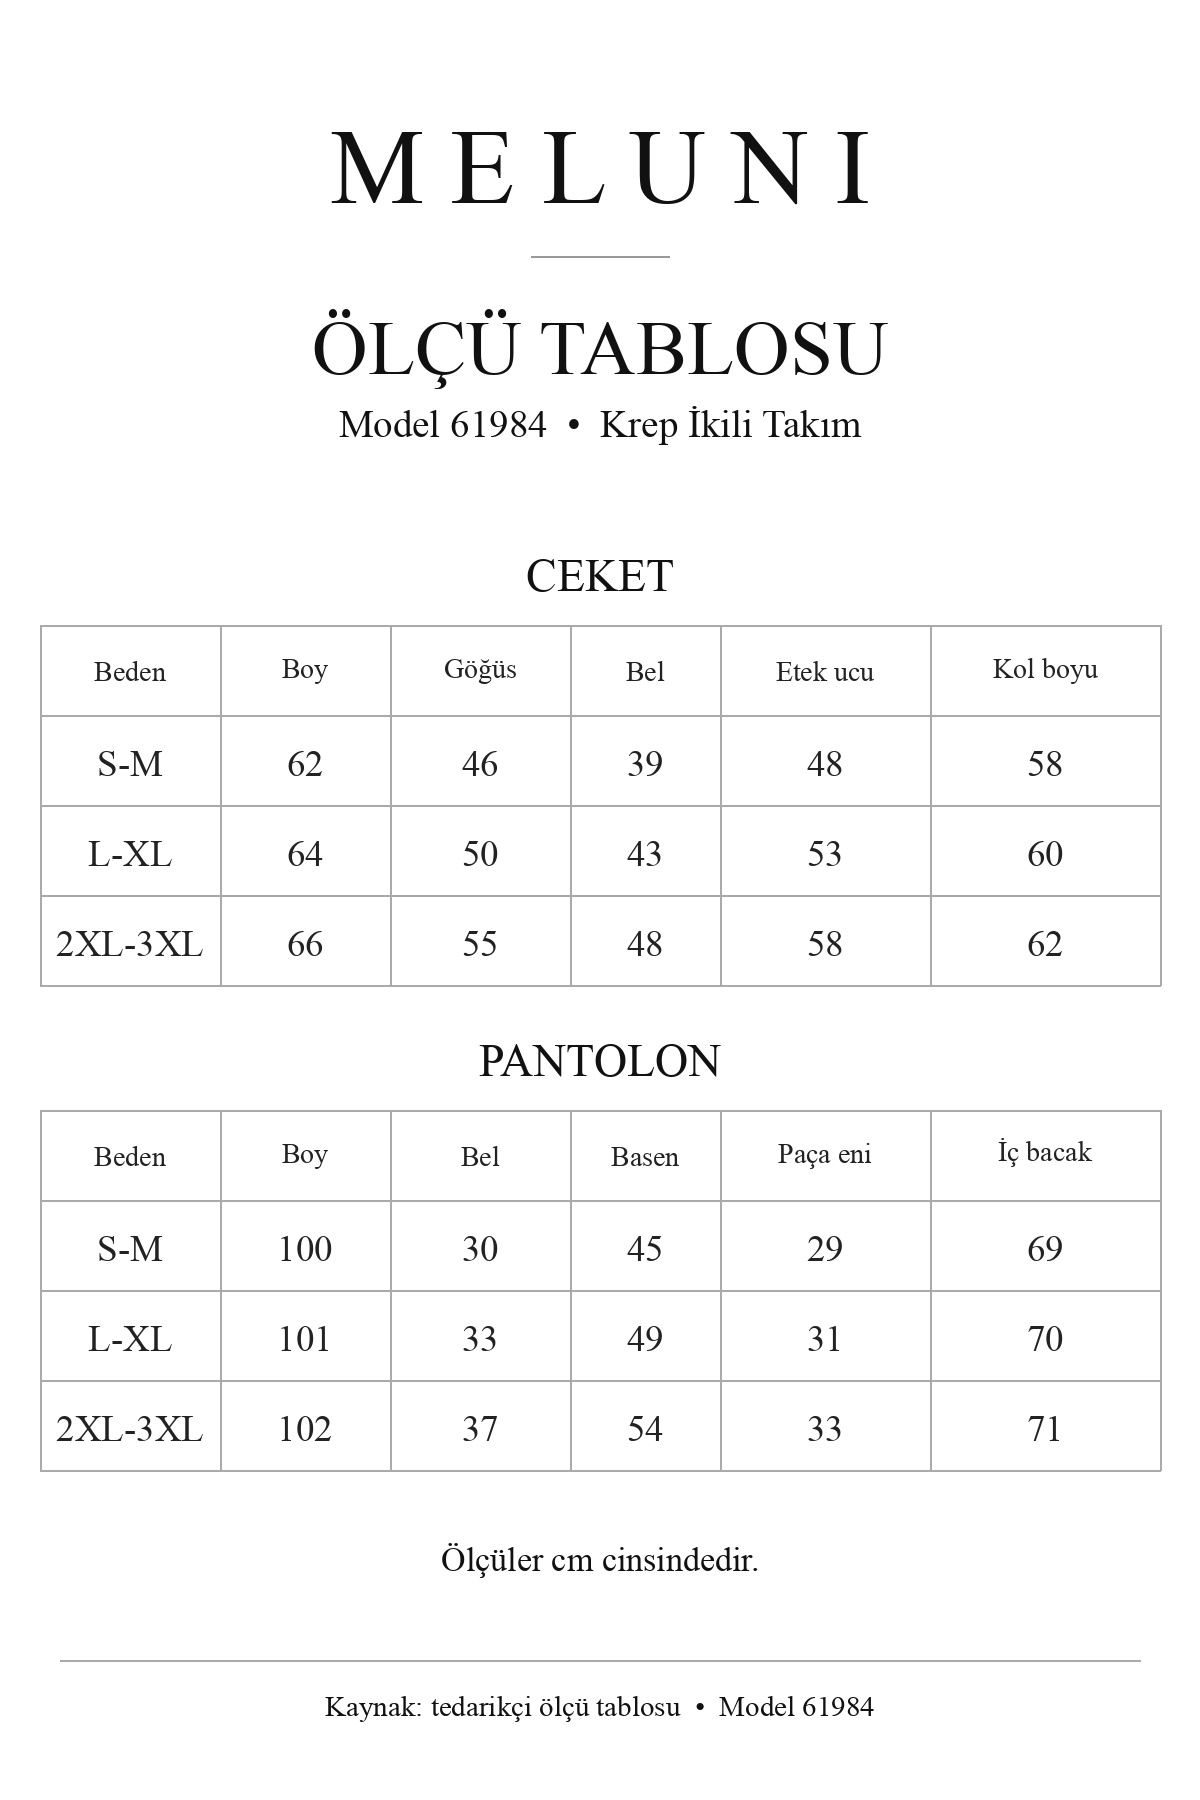 MELUNI
ÖLÇÜ TABLOSU
Model 61984 • Krep İkili Takım
CEKET
Beden Boy Göğüs Bel Etek ucu Kol boyu
S-M 62 46 39 48 58
L-XL 64 50 43 53 60
2XL-3XL 66 55 48 58 62
PANTOLON
Beden Boy Bel Basen Paça eni İç bacak
S-M 100 30 45 29 69
L-XL 101 33 49 31 70
2XL-3XL 102 37 54 33 71
Ölçüler cm cinsindedir.
Kaynak: tedarikçi ölçü tablosu • Model 61984